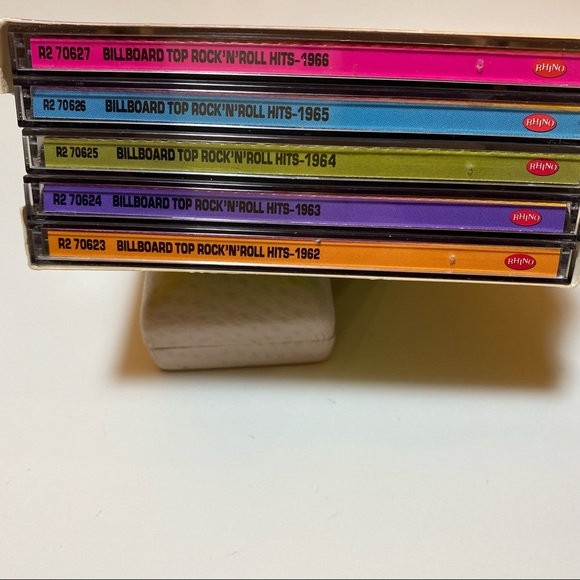 R2 70627 BILLBOARD TOP ROCK'N'ROLL HITS-1966 RHINO
R2 70626 BILLBOARD TOP ROCK'N'ROLL HITS-1965 RHINO
R2 70625 BILLBOARD TOP ROCK'N'ROLL HITS-1964 RHINO
R2 70624 BILLBOARD TOP ROCK'N'ROLL HITS-1963 RHINO
R2 70623 BILLBOARD TOP ROCK'N'ROLL HITS-1962 RHINO